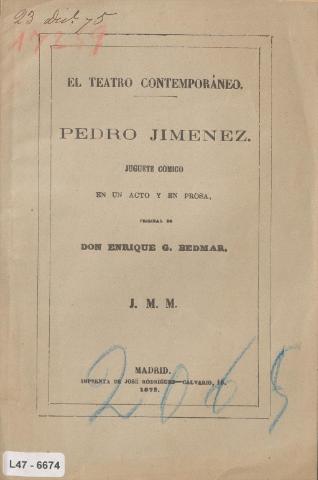 23 dic. 75
17287
EL TEATRO CONTEMPORÁNEO.
PEDRO JIMENEZ.
JUGUETE CÓMICO
EN UN ACTO Y EN PROSA,
ORIGINAL DE
DON ENRIQUE G. BEDMAR.
J. M. M.
MADRID.
IMPRENTA DE JOSÉ RODRIGUEZ—CALVARIO, 18.
1875.
2065
L47 - 6674